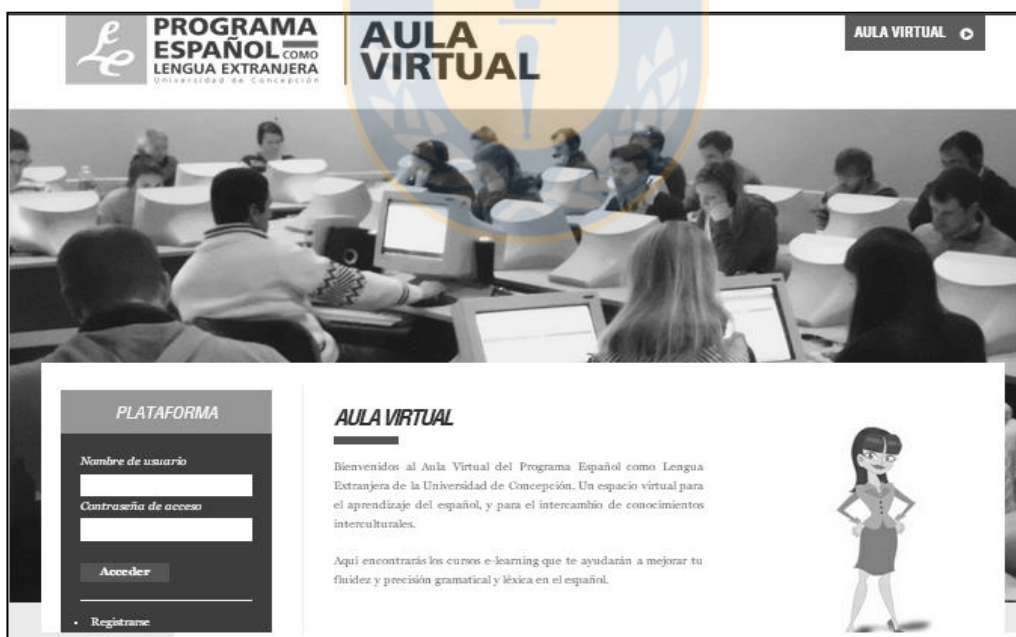 PROGRAMA
ESPAÑOL COMO
LENGUA EXTRANJERA
Universidad de Concepción
AULA
VIRTUAL
AULA VIRTUAL
PLATAFORMA
Nombre de usuario
Contraseña de acceso
Acceder
Registrarse
AULA VIRTUAL
Bienvenidos al Aula Virtual del Programa Español como Lengua
Extranjera de la Universidad de Concepción. Un espacio virtual para
el aprendizaje del español, y para el intercambio de conocimientos
interculturales.
Aquí encontrarás los cursos e-learning que te ayudarán a mejorar tu
fluidez y precisión gramatical y léxica en el español.